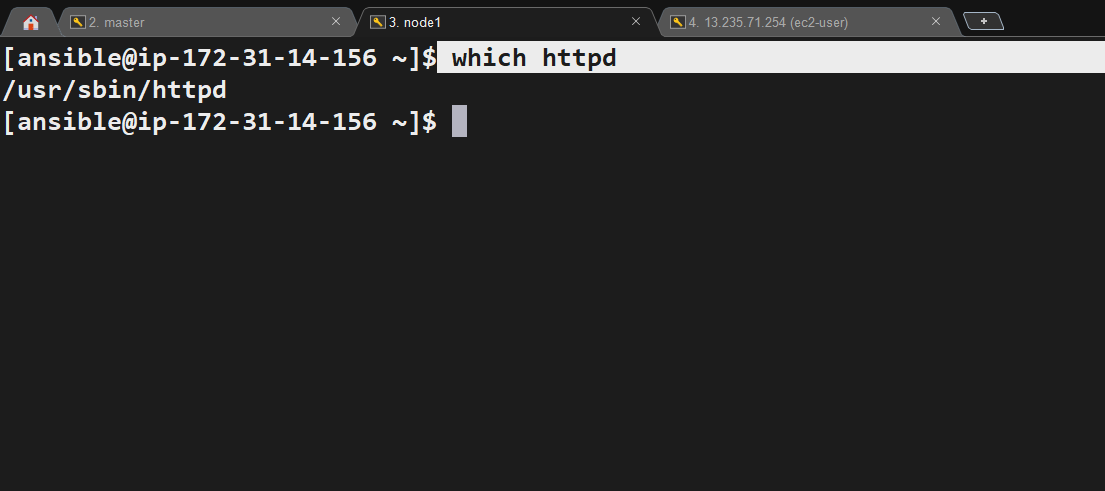 2. master
3. node1
4. 13.235.71.254 (ec2-user)
[ansible@ip-172-31-14-156 ~]$ which httpd
/usr/sbin/httpd
[ansible@ip-172-31-14-156 ~]$